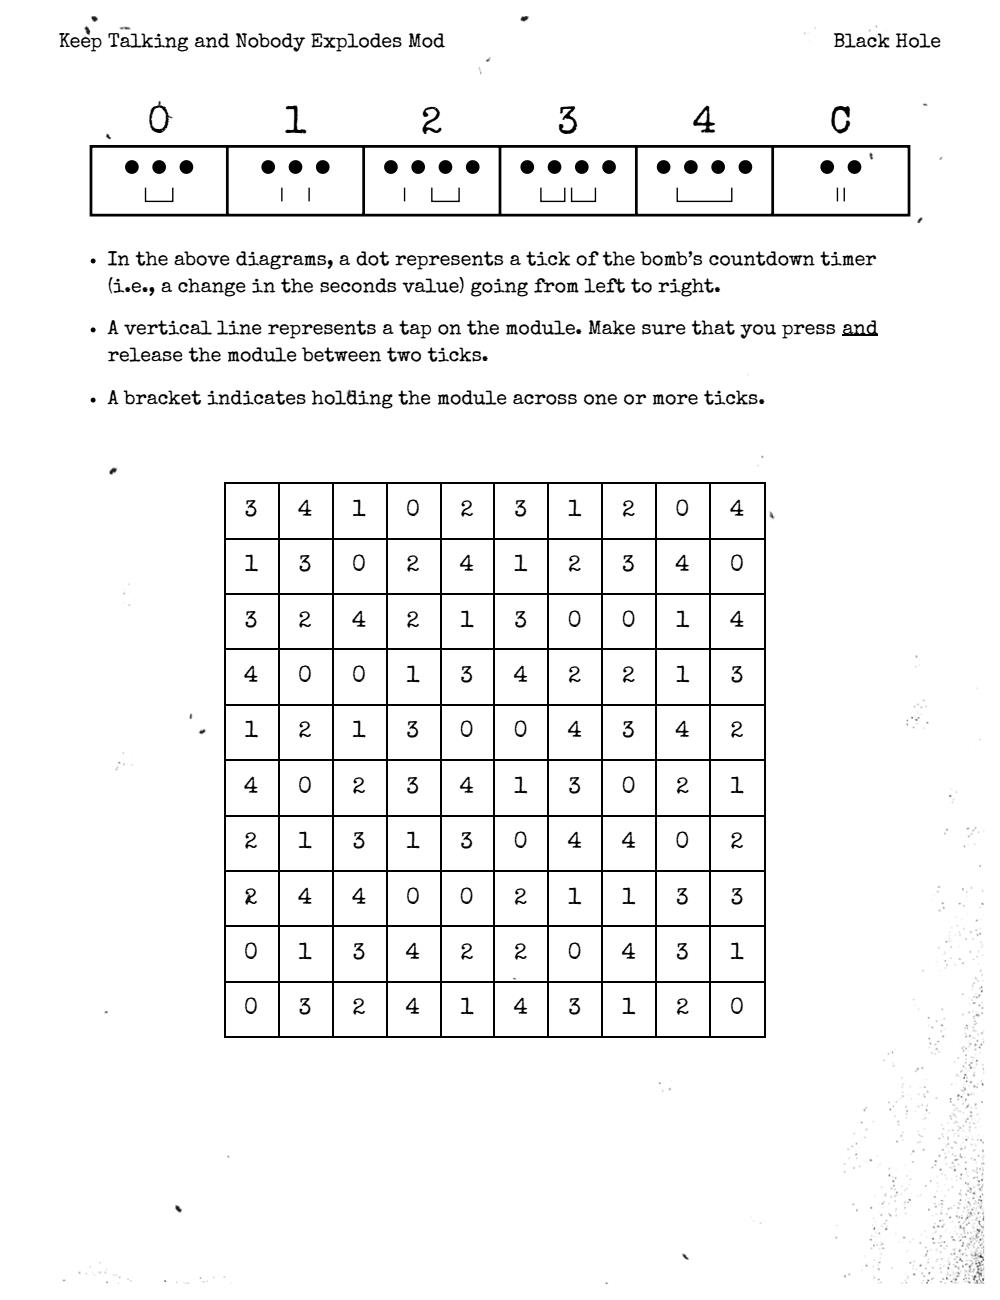 Keep Talking and Nobody Explodes Mod
Black Hole
0 1 2 3 4 C
• In the above diagrams, a dot represents a tick of the bomb’s countdown timer
(i.e., a change in the seconds value) going from left to right.
• A vertical line represents a tap on the module. Make sure that you press and
release the module between two ticks.
• A bracket indicates holding the module across one or more ticks.
3 4 1 0 2 3 1 2 0 4
1 3 0 2 4 1 2 3 4 0
3 2 4 2 1 3 0 0 1 4
4 0 0 1 3 4 2 2 1 3
1 2 1 3 0 0 4 3 4 2
4 0 2 3 4 1 3 0 2 1
2 1 3 1 3 0 4 4 0 2
2 4 4 0 0 2 1 1 3 3
0 1 3 4 2 2 0 4 3 1
0 3 2 4 1 4 3 1 2 0